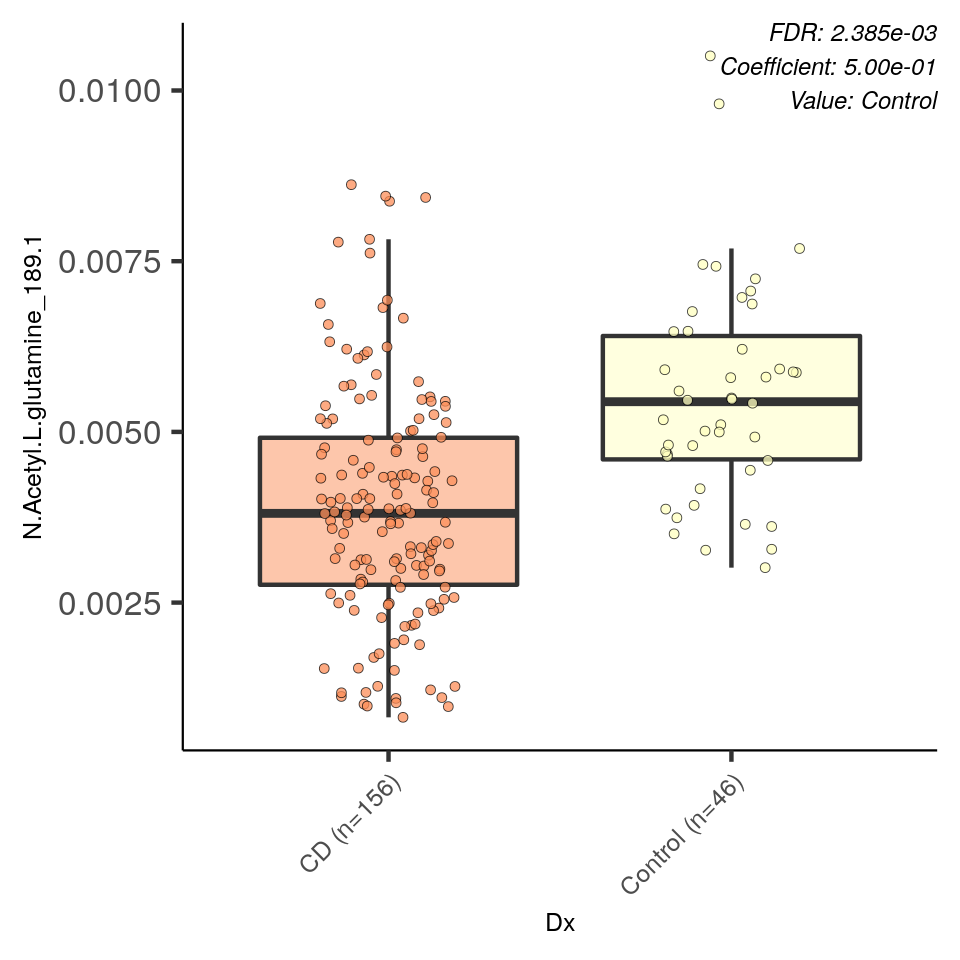 FDR: 2.385e-03
Coefficient: 5.00e-01
Value: Control
0.0100
0.0075
0.0050
0.0025
N.Acetyl.L.glutamine_189.1
CD (n=156)
Control (n=46)
Dx